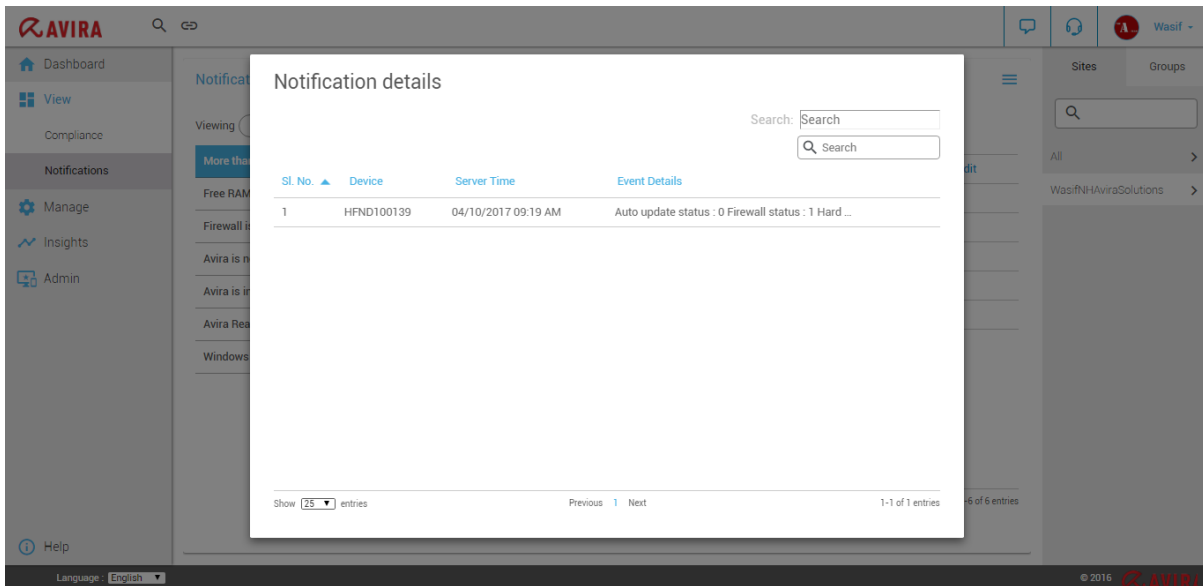 AVIRA
Wasif
Dashboard
View
Compliance
Notifications
Manage
Insights
Admin
Help
Language : English
Notificat
Viewing
More than
Free RAM
Firewall is
Avira is n
Avira is in
Avira Rea
Windows
Notification details
Search: Search
Search
Sl. No. Device Server Time Event Details
1 HFND100139 04/10/2017 09:19 AM Auto update status : 0 Firewall status : 1 Hard ...
Show 25 entries
Previous 1 Next
1-1 of 1 entries
dit
-6 of 6 entries
Sites Groups
All
WasifNHAviraSolutions
© 2016 AVIRA